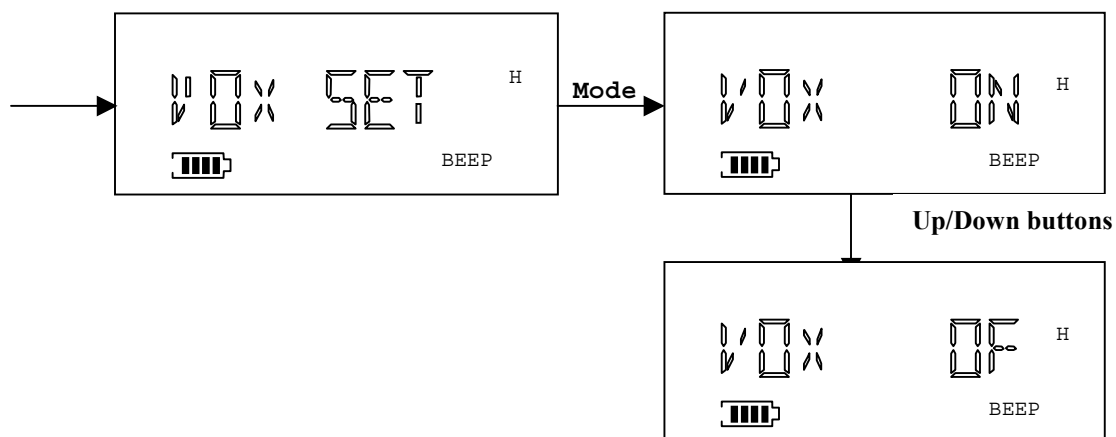 VOX SET H
BEEP
Mode
VOX ON H
BEEP
Up/Down buttons
VOX OF H
BEEP